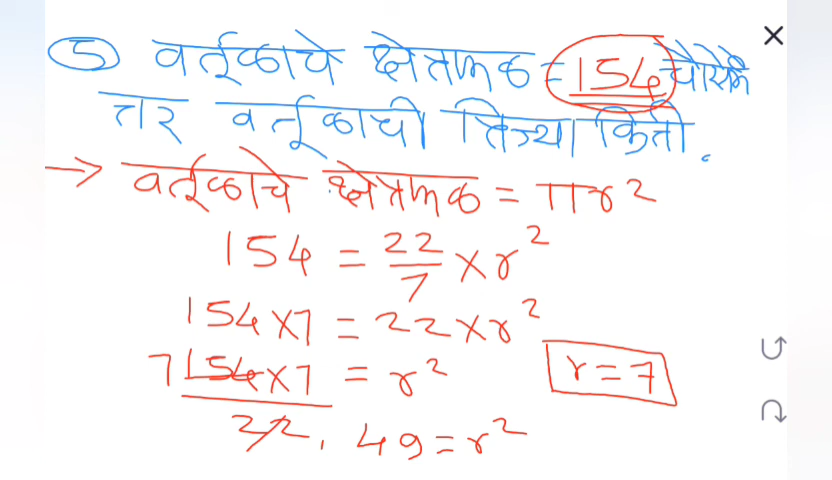 5 वर्तूळाचे क्षेत्रफळ = 154 चौसेमी
तर वर्तूळाची त्रिज्या किती.
→ वर्तूळाचे क्षेत्रफळ = πr²
154 = 22/7 × r²
154 × 7 = 22 × r²
7 154 × 7 / 22 = r² r = 7
49 = r²